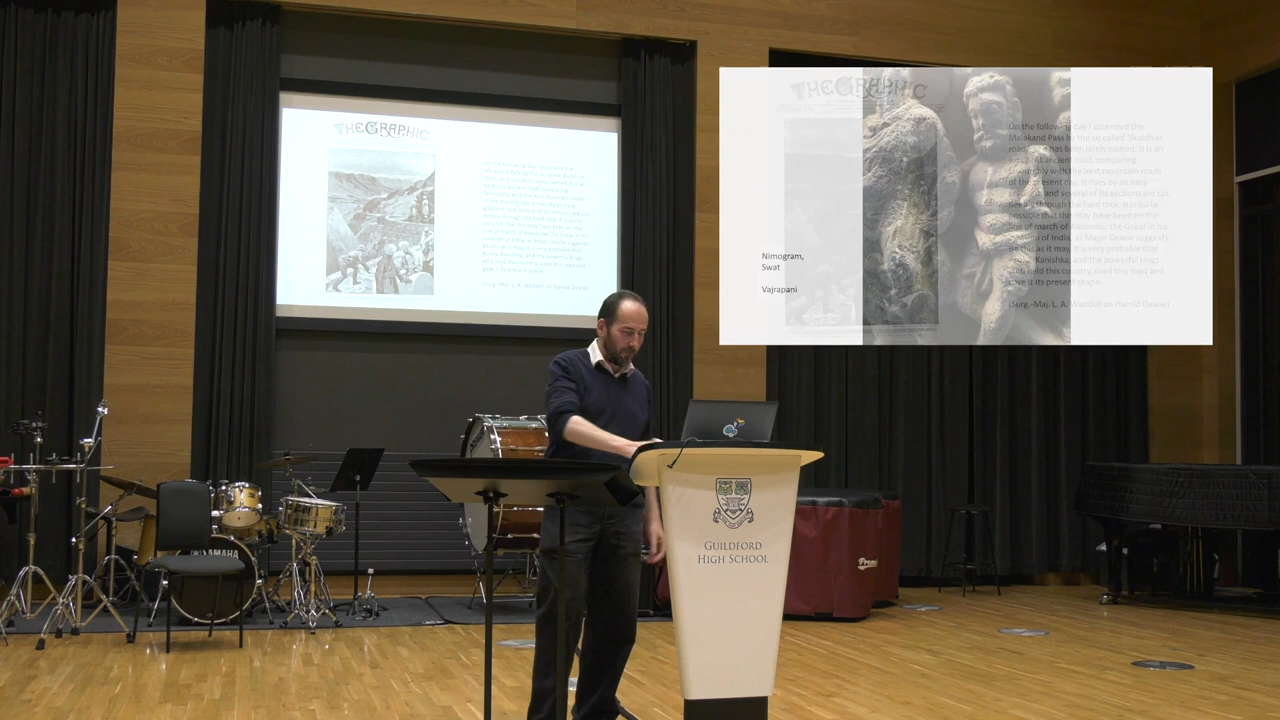 THE GRAPHIC
THE GRAPHIC
On the following day I ascended the
Malakand Pass by the so called 'Buddhist
road,' as it has been lately named. It is an
excellent ancient road, comparing
favourably with the best mountain roads
of the present day. It rises by an easy
gradient and several of its sections are cut
deeply through the hard rock. It is quite
possible that this may have been on the
line of march of Alexander the Great in his
invasion of India, as Major Deane suggests.
Be this as it may, it is very probable that
Asoka, Kanishka, and the powerful kings
who held this country used this road and
gave it its present shape.
(Surg.-Maj. L. A. Waddell on Harold Deane)
Nimogram,
Swat
Vajrapani
YAMAHA
GUILDFORD
HIGH SCHOOL